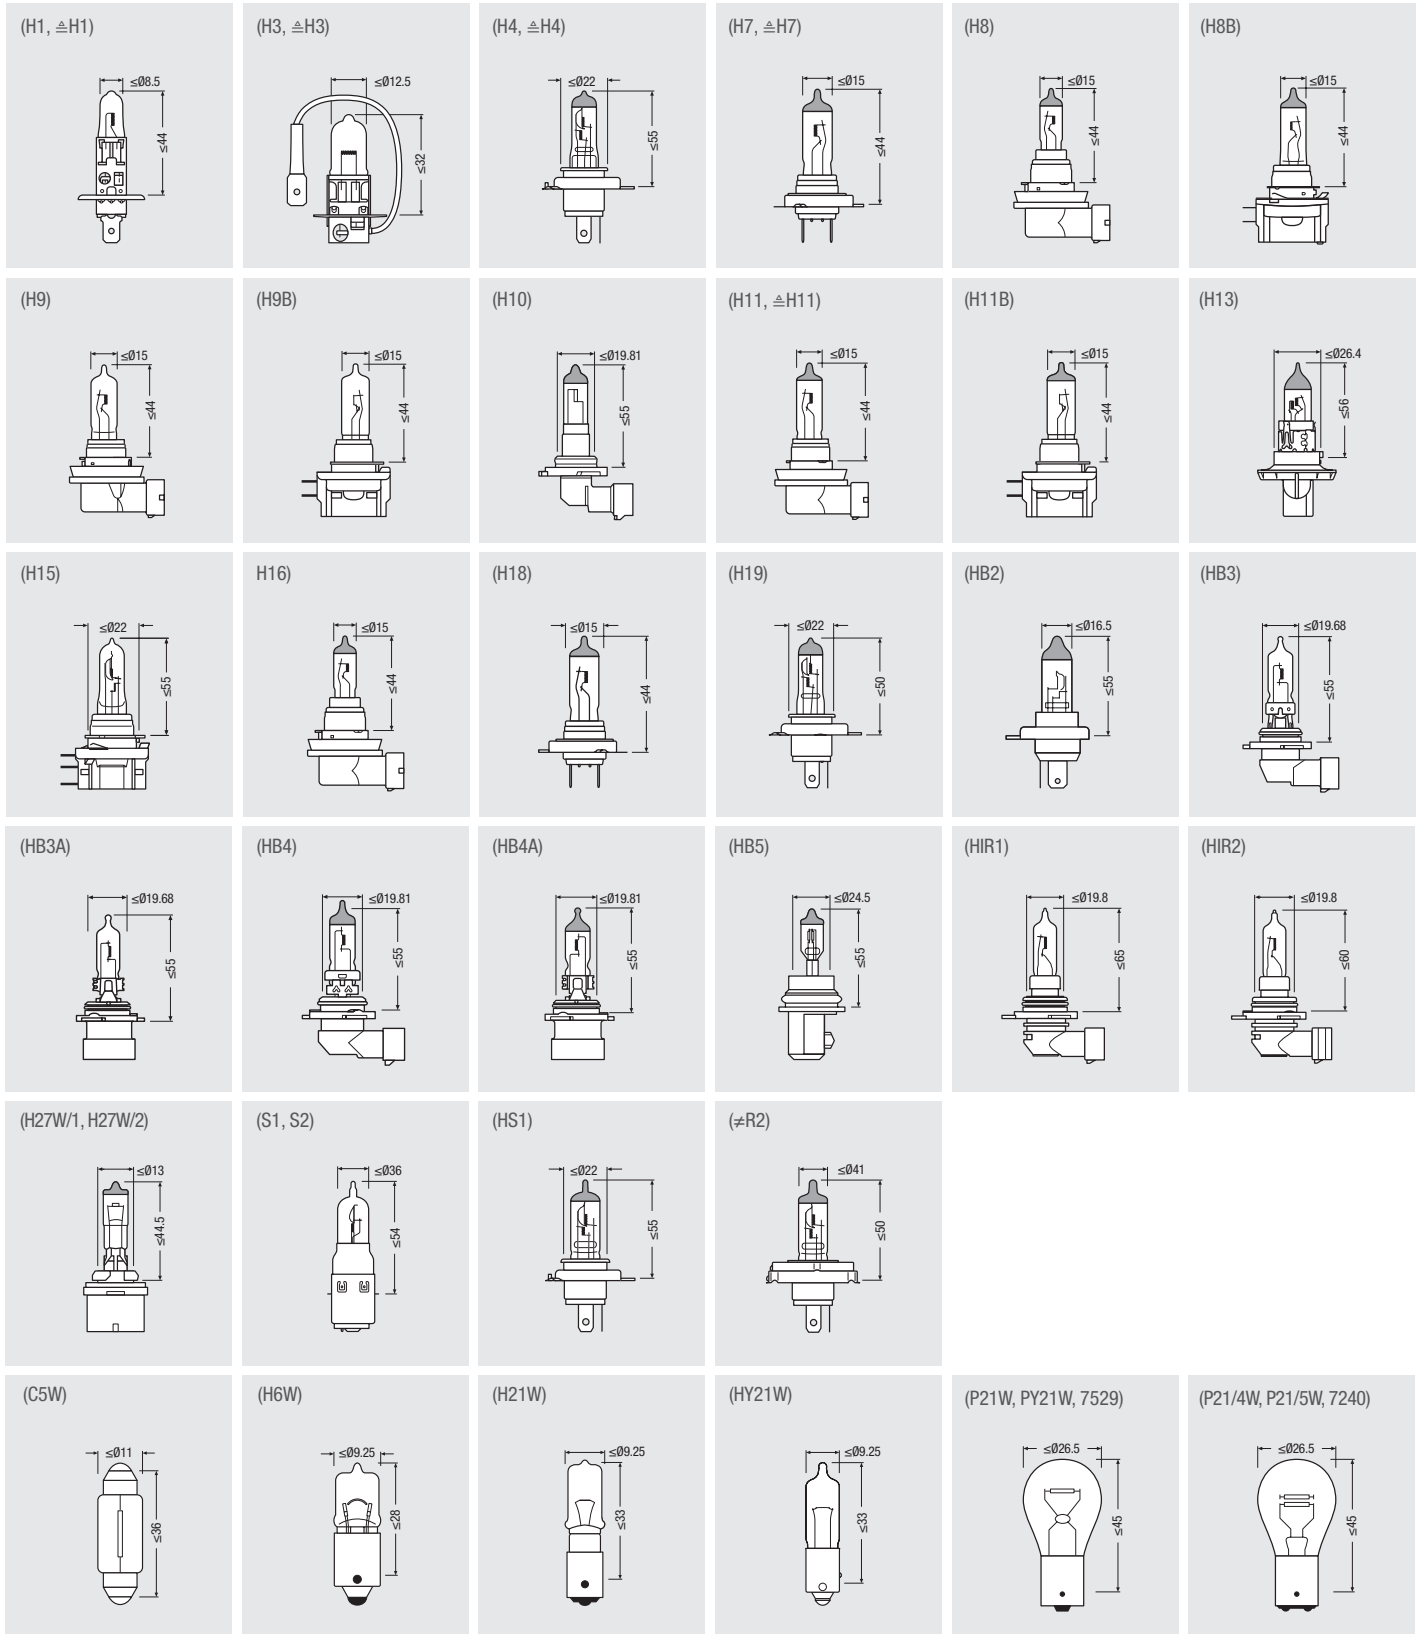 (H1, ≙H1)
≤Ø8.5
≤44
(H3, ≙H3)
≤Ø12.5
≤32
(H4, ≙H4)
≤Ø22
≤55
(H7, ≙H7)
≤Ø15
≤44
(H8)
≤Ø15
≤44
(H8B)
≤Ø15
≤44
(H9)
≤Ø15
≤44
(H9B)
≤Ø15
≤44
(H10)
≤Ø19.81
≤55
(H11, ≙H11)
≤Ø15
≤44
(H11B)
≤Ø15
≤44
(H13)
≤Ø26.4
≤56
(H15)
≤Ø22
≤55
H16)
≤Ø15
≤44
(H18)
≤Ø15
≤44
(H19)
≤Ø22
≤50
(HB2)
≤Ø16.5
≤55
(HB3)
≤Ø19.68
≤55
(HB3A)
≤Ø19.68
≤55
(HB4)
≤Ø19.81
≤55
(HB4A)
≤Ø19.81
≤55
(HB5)
≤Ø24.5
≤55
(HIR1)
≤Ø19.8
≤65
(HIR2)
≤Ø19.8
≤60
(H27W/1, H27W/2)
≤Ø13
≤44.5
(S1, S2)
≤Ø36
≤54
(HS1)
≤Ø22
≤55
(≠R2)
≤Ø41
≤50
(C5W)
≤Ø11
≤36
(H6W)
≤Ø9.25
≤28
(H21W)
≤Ø9.25
≤33
(HY21W)
≤Ø9.25
≤33
(P21W, PY21W, 7529)
≤Ø26.5
≤45
(P21/4W, P21/5W, 7240)
≤Ø26.5
≤45